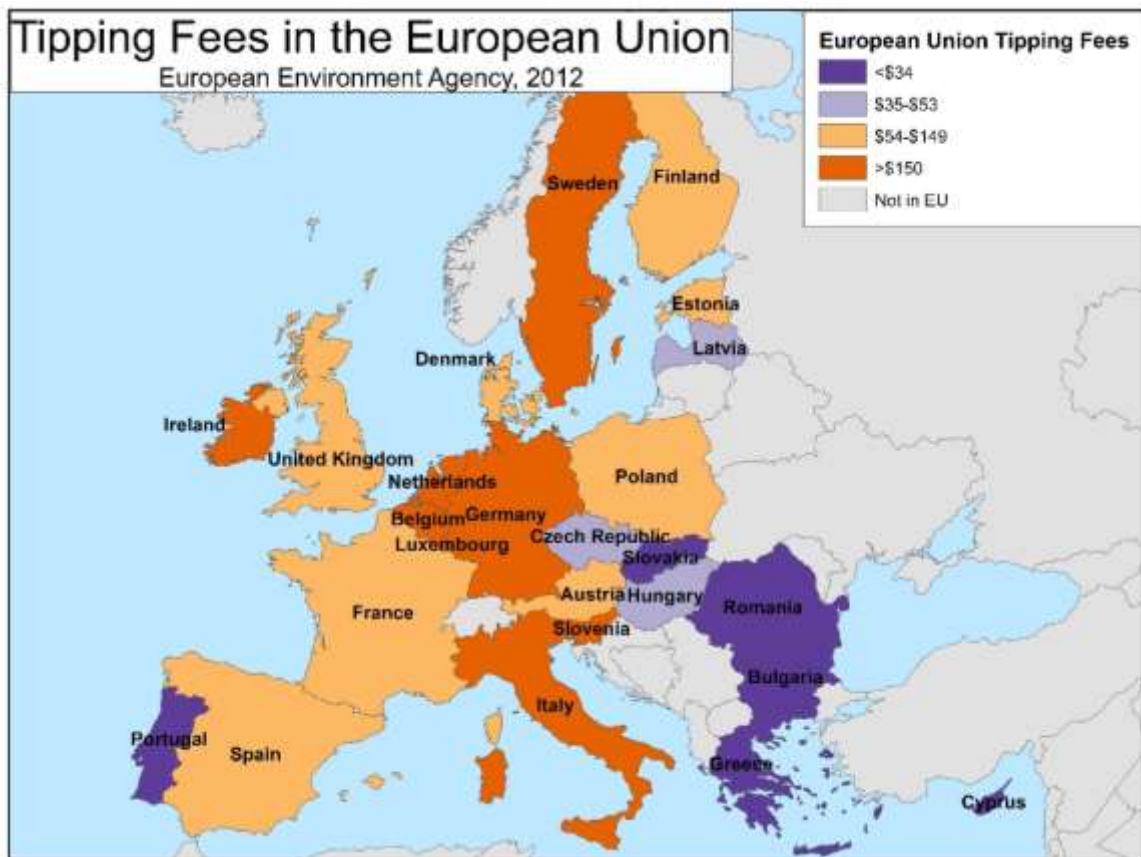 Tipping Fees in the European Union
European Environment Agency, 2012
European Union Tipping Fees
<$34
$35-$53
$54-$149
>$150
Not in EU
Sweden
Finland
Estonia
Latvia
Denmark
Ireland
United Kingdom
Netherlands
Poland
Belgium
Germany
Czech Republic
Luxembourg
Slovakia
Austria
Hungary
France
Romania
Slovenia
Bulgaria
Italy
Portugal
Spain
Greece
Cyprus